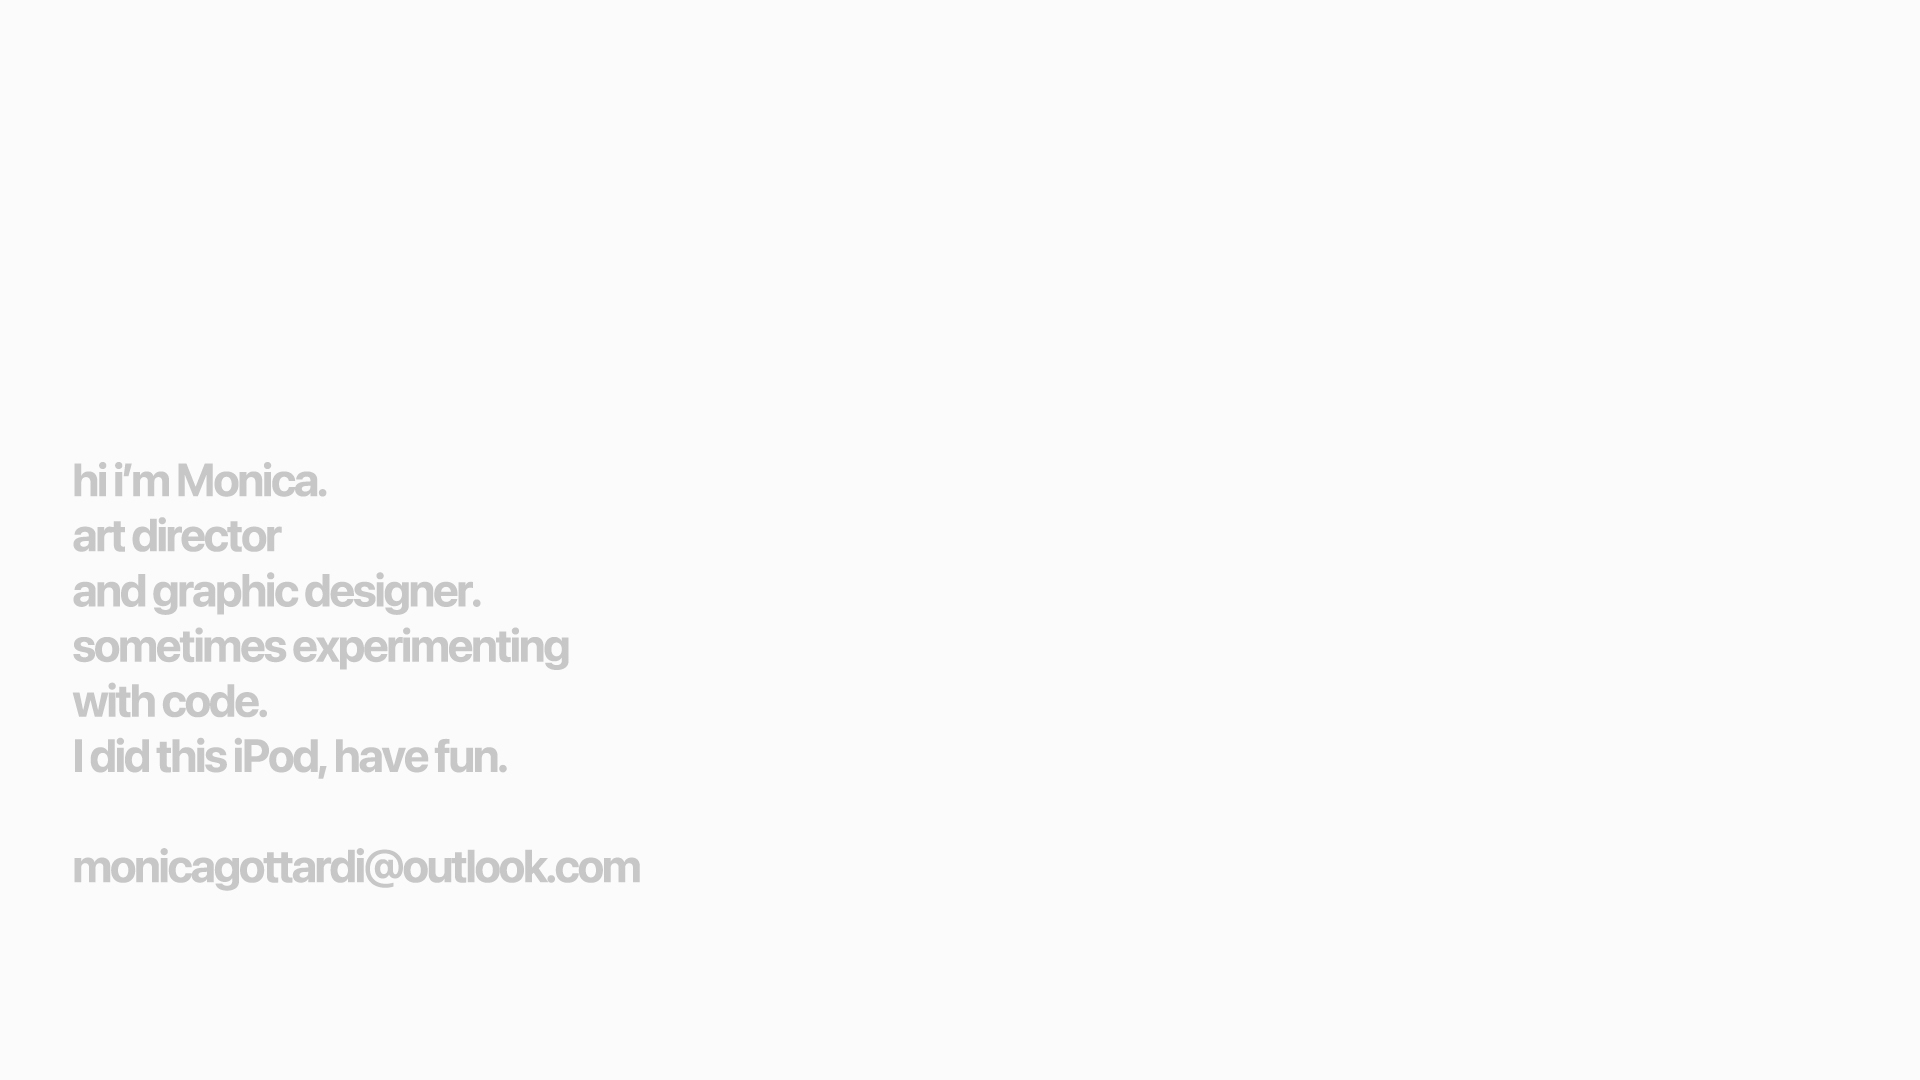 hi i’m Monica.
art director
and graphic designer.
sometimes experimenting
with code.
I did this iPod, have fun.
monicagottardi@outlook.com